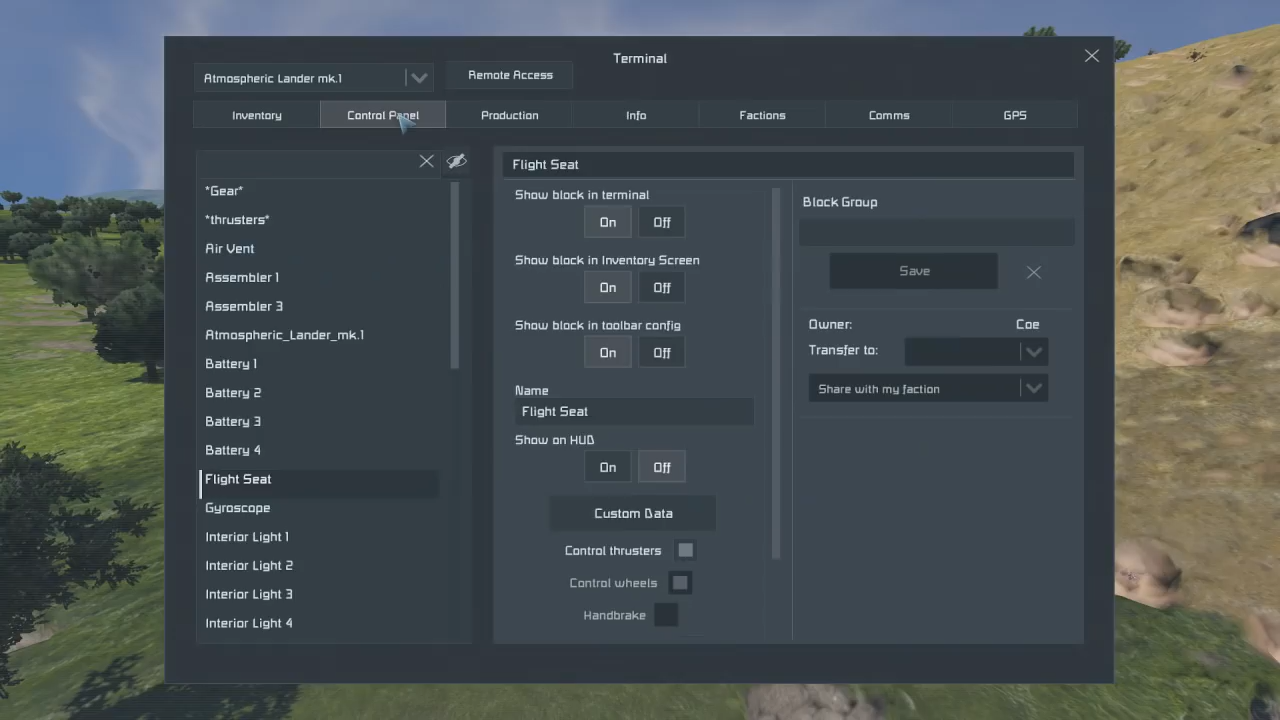 Terminal
Atmospheric Lander mk.1
Remote Access
Inventory
Control Panel
Production
Info
Factions
Comms
GPS
*Gear*
*thrusters*
Air Vent
Assembler 1
Assembler 3
Atmospheric_Lander_mk.1
Battery 1
Battery 2
Battery 3
Battery 4
Flight Seat
Gyroscope
Interior Light 1
Interior Light 2
Interior Light 3
Interior Light 4
Flight Seat
Show block in terminal
On Off
Show block in Inventory Screen
On Off
Show block in toolbar config
On Off
Name
Flight Seat
Show on HUD
On Off
Custom Data
Control thrusters
Control wheels
Handbrake
Block Group
Save
Owner: Coe
Transfer to:
Share with my faction